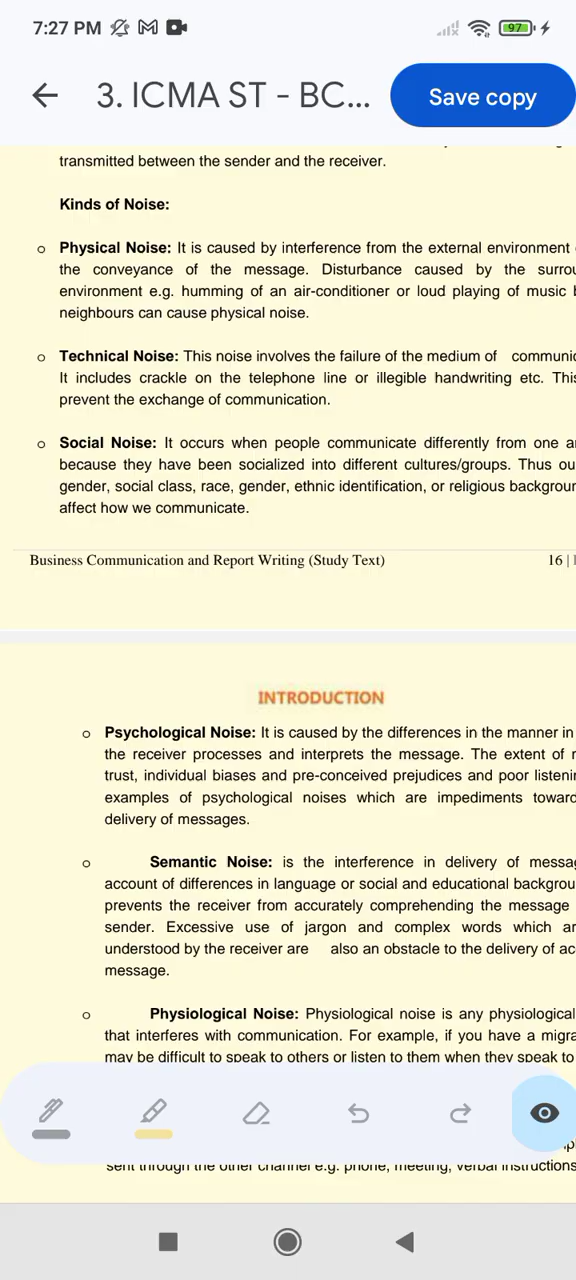 7:27 PM
97
3. ICMA ST - BC...
Save copy
transmitted between the sender and the receiver.
Kinds of Noise:
o Physical Noise: It is caused by interference from the external environment
the conveyance of the message. Disturbance caused by the
environment e.g. humming of an air-conditioner or loud playing of music
neighbours can cause physical noise.
o Technical Noise: This noise involves the failure of the medium of
It includes crackle on the telephone line or illegible handwriting etc.
prevent the exchange of communication.
o Social Noise: It occurs when people communicate differently from one
because they have been socialized into different cultures/groups. Thus
gender, social class, race, gender, ethnic identification, or religious
affect how we communicate.
Business Communication and Report Writing (Study Text) 16 |
INTRODUCTION
o Psychological Noise: It is caused by the differences in the manner in
the receiver processes and interprets the message. The extent of
trust, individual biases and pre-conceived prejudices and poor
examples of psychological noises which are impediments
delivery of messages.
o Semantic Noise: is the interference in delivery of
account of differences in language or social and educational
prevents the receiver from accurately comprehending the message
sender. Excessive use of jargon and complex words which
understood by the receiver are also an obstacle to the delivery of
message.
o Physiological Noise: Physiological noise is any physiological
that interferes with communication. For example, if you have a
may be difficult to speak to others or listen to them when they speak to
sent through the other channel e.g. phone, meeting, verbal instructions